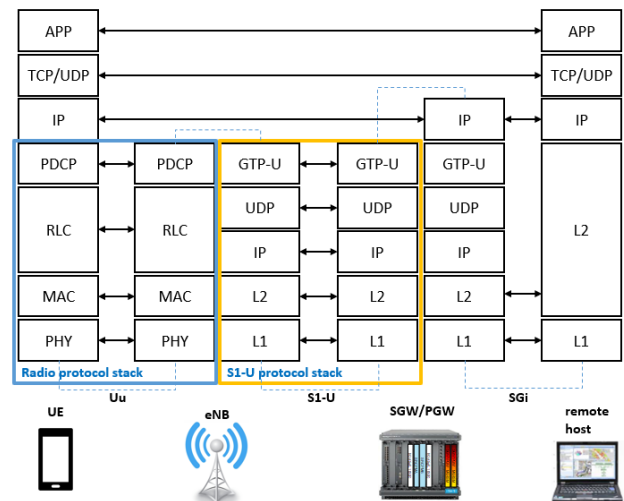 APP APP
TCP/UDP TCP/UDP
IP IP IP
PDCP PDCP GTP-U GTP-U GTP-U
RLC RLC UDP UDP UDP L2
IP IP IP
MAC MAC L2 L2 L2
PHY PHY L1 L1 L1 L1
Radio protocol stack S1-U protocol stack
Uu S1-U SGi
UE eNB SGW/PGW remote
host